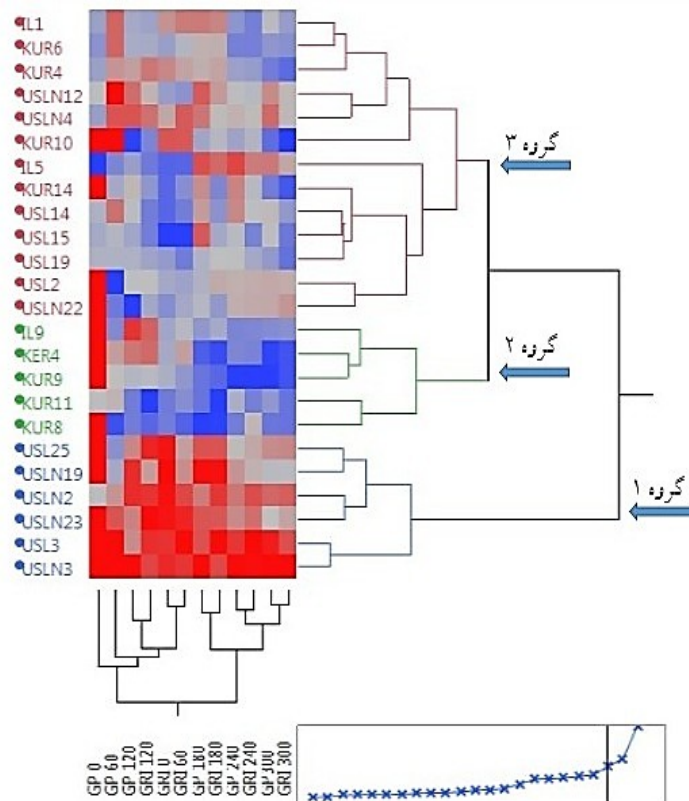 IL1
KUR6
KUR4
USLN12
USLN4
KUR10
IL5
KUR14
USL14
USL15
USL19
USL2
USLN22
IL9
KER4
KUR9
KUR11
KUR8
USL25
USLN19
USLN2
USLN23
USL3
USLN3
گروه ۳
گروه ۲
گروه ۱
GP 0
GP 60
GP 120
GRI 120
GRI 0
GRI 60
GP 180
GRI 180
GP 240
GRI 240
GP 300
GRI 300